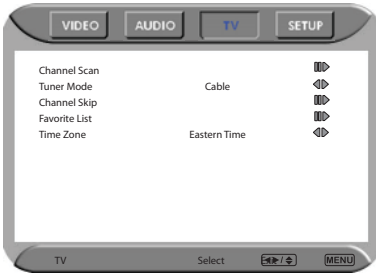 VIDEO AUDIO TV SETUP
Channel Scan
Tuner Mode Cable
Channel Skip
Favorite List
Time Zone Eastern Time
TV Select / MENU